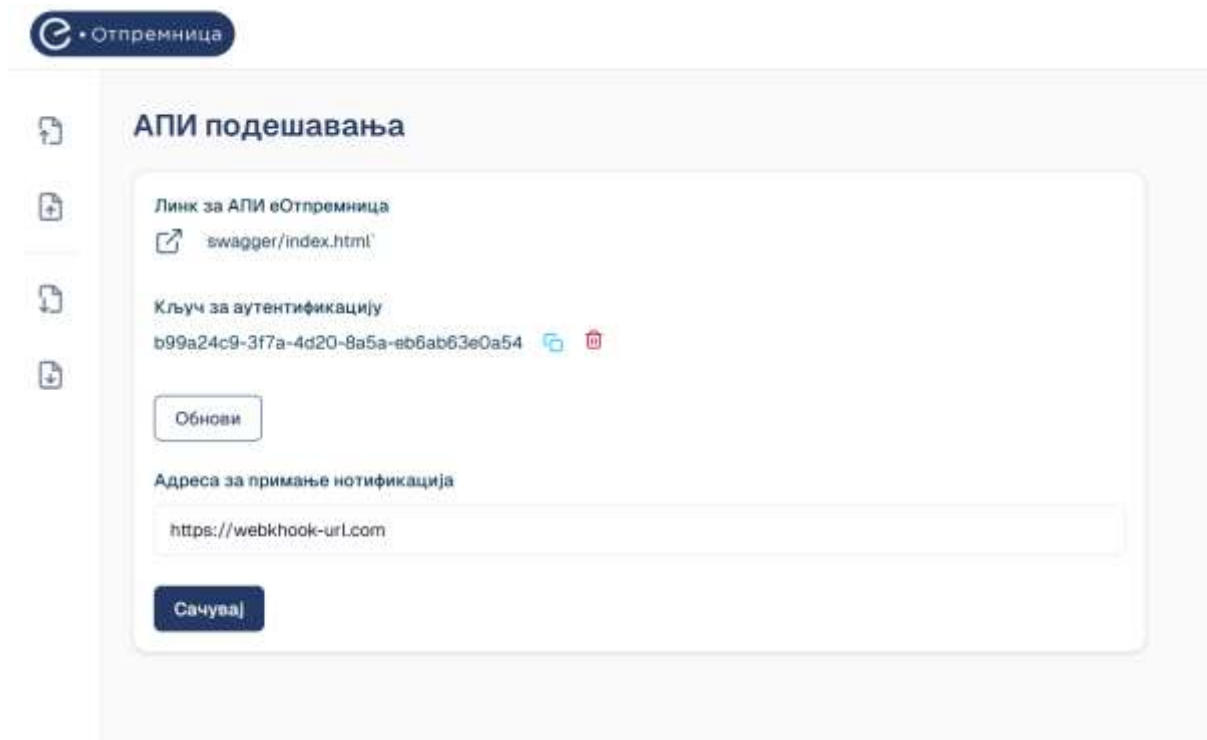 e • Отпремница
АПИ подешавања
Линк за АПИ еОтпремница
swagger/index.html`
Кључ за аутентификацију
b99a24c9-3f7a-4d20-8a5a-eb6ab63e0a54
Обнови
Адреса за примање нотификација
https://webkhook-url.com
Сачувај